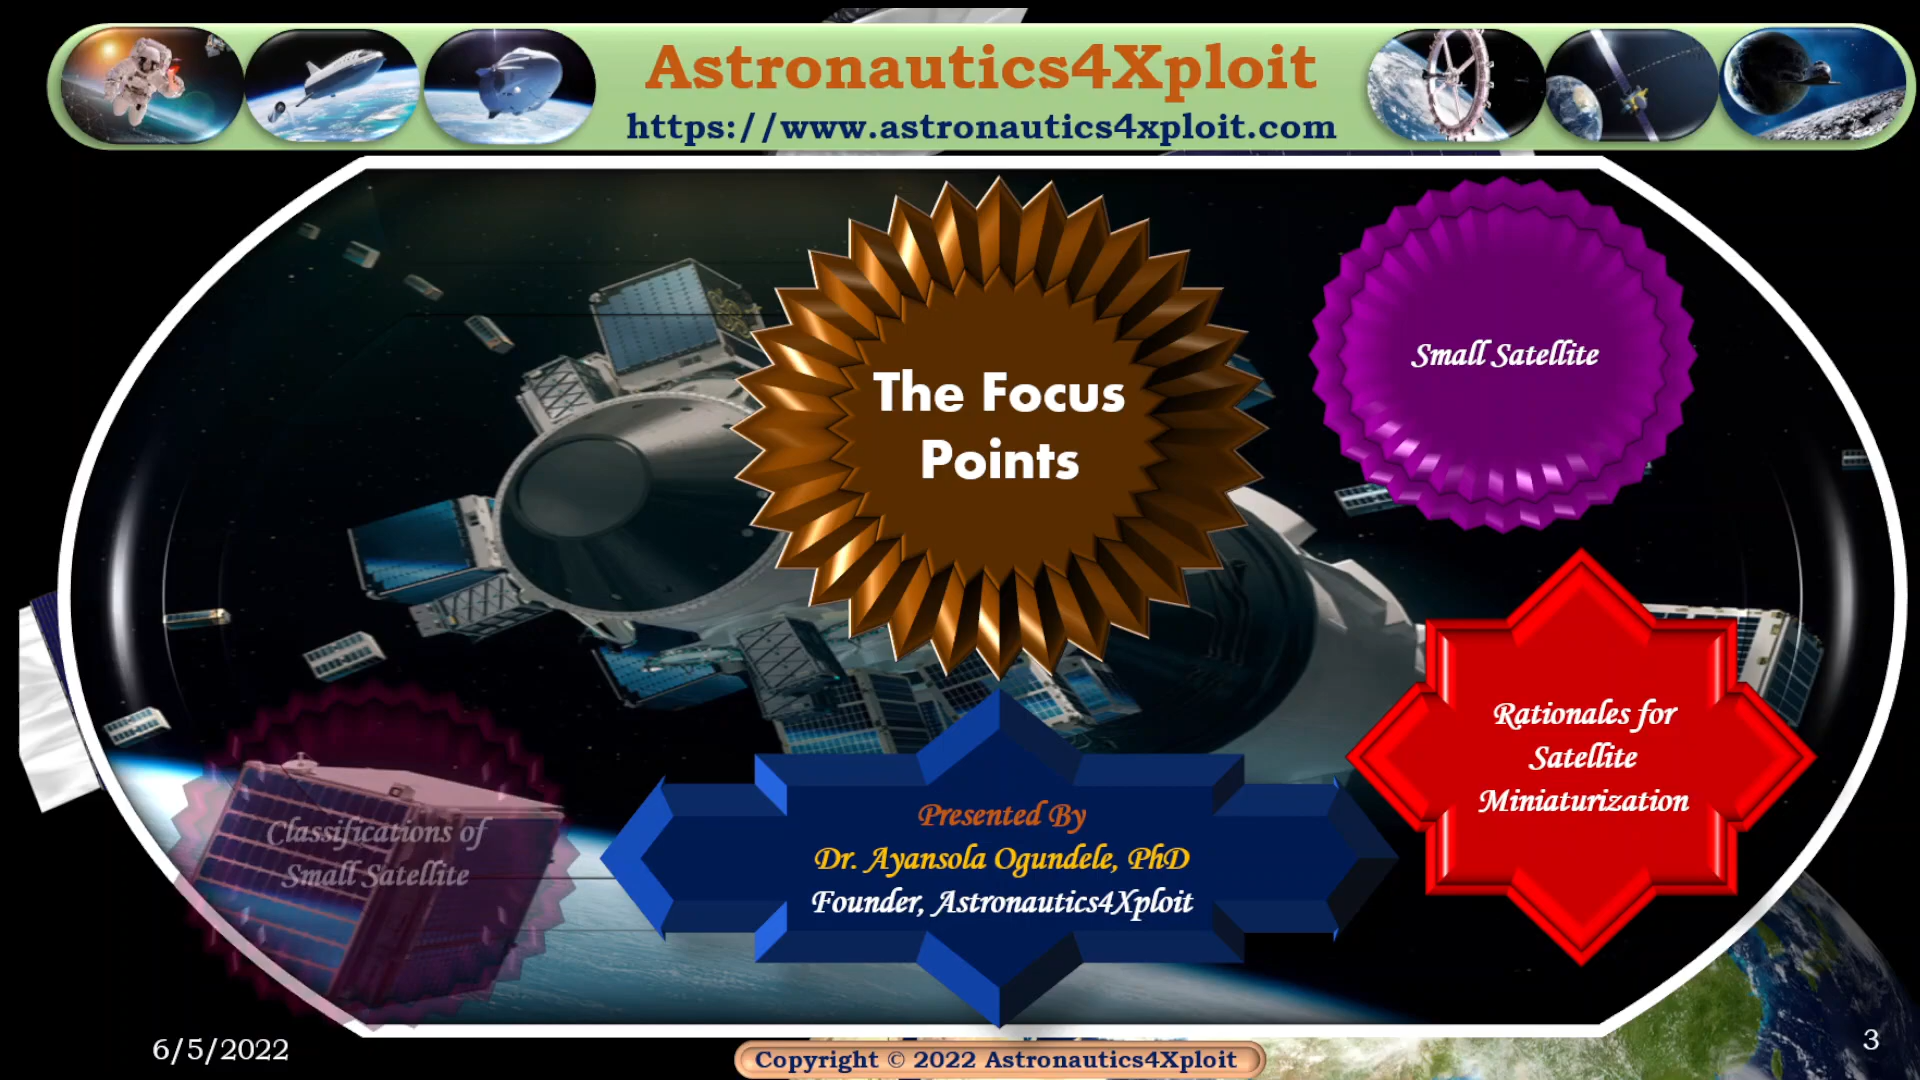 Astronautics4Xploit
https://www.astronautics4xploit.com
The Focus
Points
Small Satellite
Rationales for
Satellite
Miniaturization
Classifications of
Small Satellite
Presented By
Dr. Ayansola Ogundele, PhD
Founder, Astronautics4Xploit
6/5/2022
Copyright © 2022 Astronautics4Xploit
3